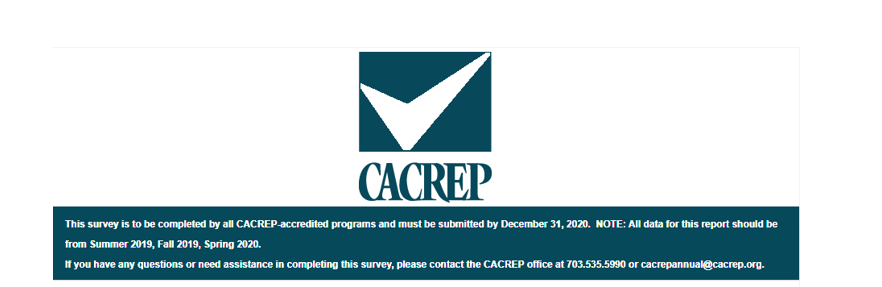 CACREP
This survey is to be completed by all CACREP-accredited programs and must be submitted by December 31, 2020.  NOTE: All data for this report should be
from Summer 2019, Fall 2019, Spring 2020.
If you have any questions or need assistance in completing this survey, please contact the CACREP office at 703.535.5990 or cacrepannual@cacrep.org.